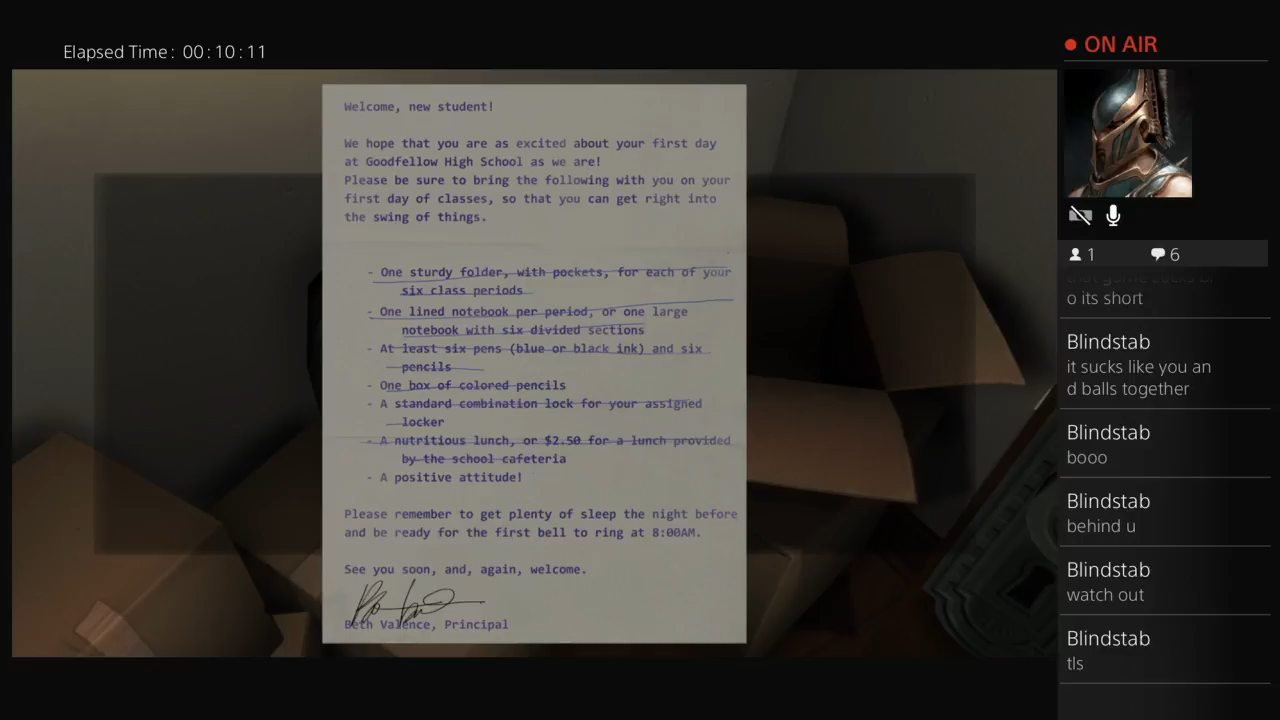 Elapsed Time: 00:10:11
ON AIR
Welcome, new student!
We hope that you are as excited about your first day
at Goodfellow High School as we are!
Please be sure to bring the following with you on your
first day of classes, so that you can get right into
the swing of things.
- One sturdy folder, with pockets, for each of your
six class periods
- One lined notebook per period, or one large
notebook with six divided sections
- At least six pens (blue or black ink) and six
pencils
- One box of colored pencils
- A standard combination lock for your assigned
locker
- A nutritious lunch, or $2.50 for a lunch provided
by the school cafeteria
- A positive attitude!
Please remember to get plenty of sleep the night before
and be ready for the first bell to ring at 8:00AM.
See you soon, and, again, welcome.
Beth Valence, Principal
1
6
o its short
Blindstab
it sucks like you an
d balls together
Blindstab
booo
Blindstab
behind u
Blindstab
watch out
Blindstab
tls